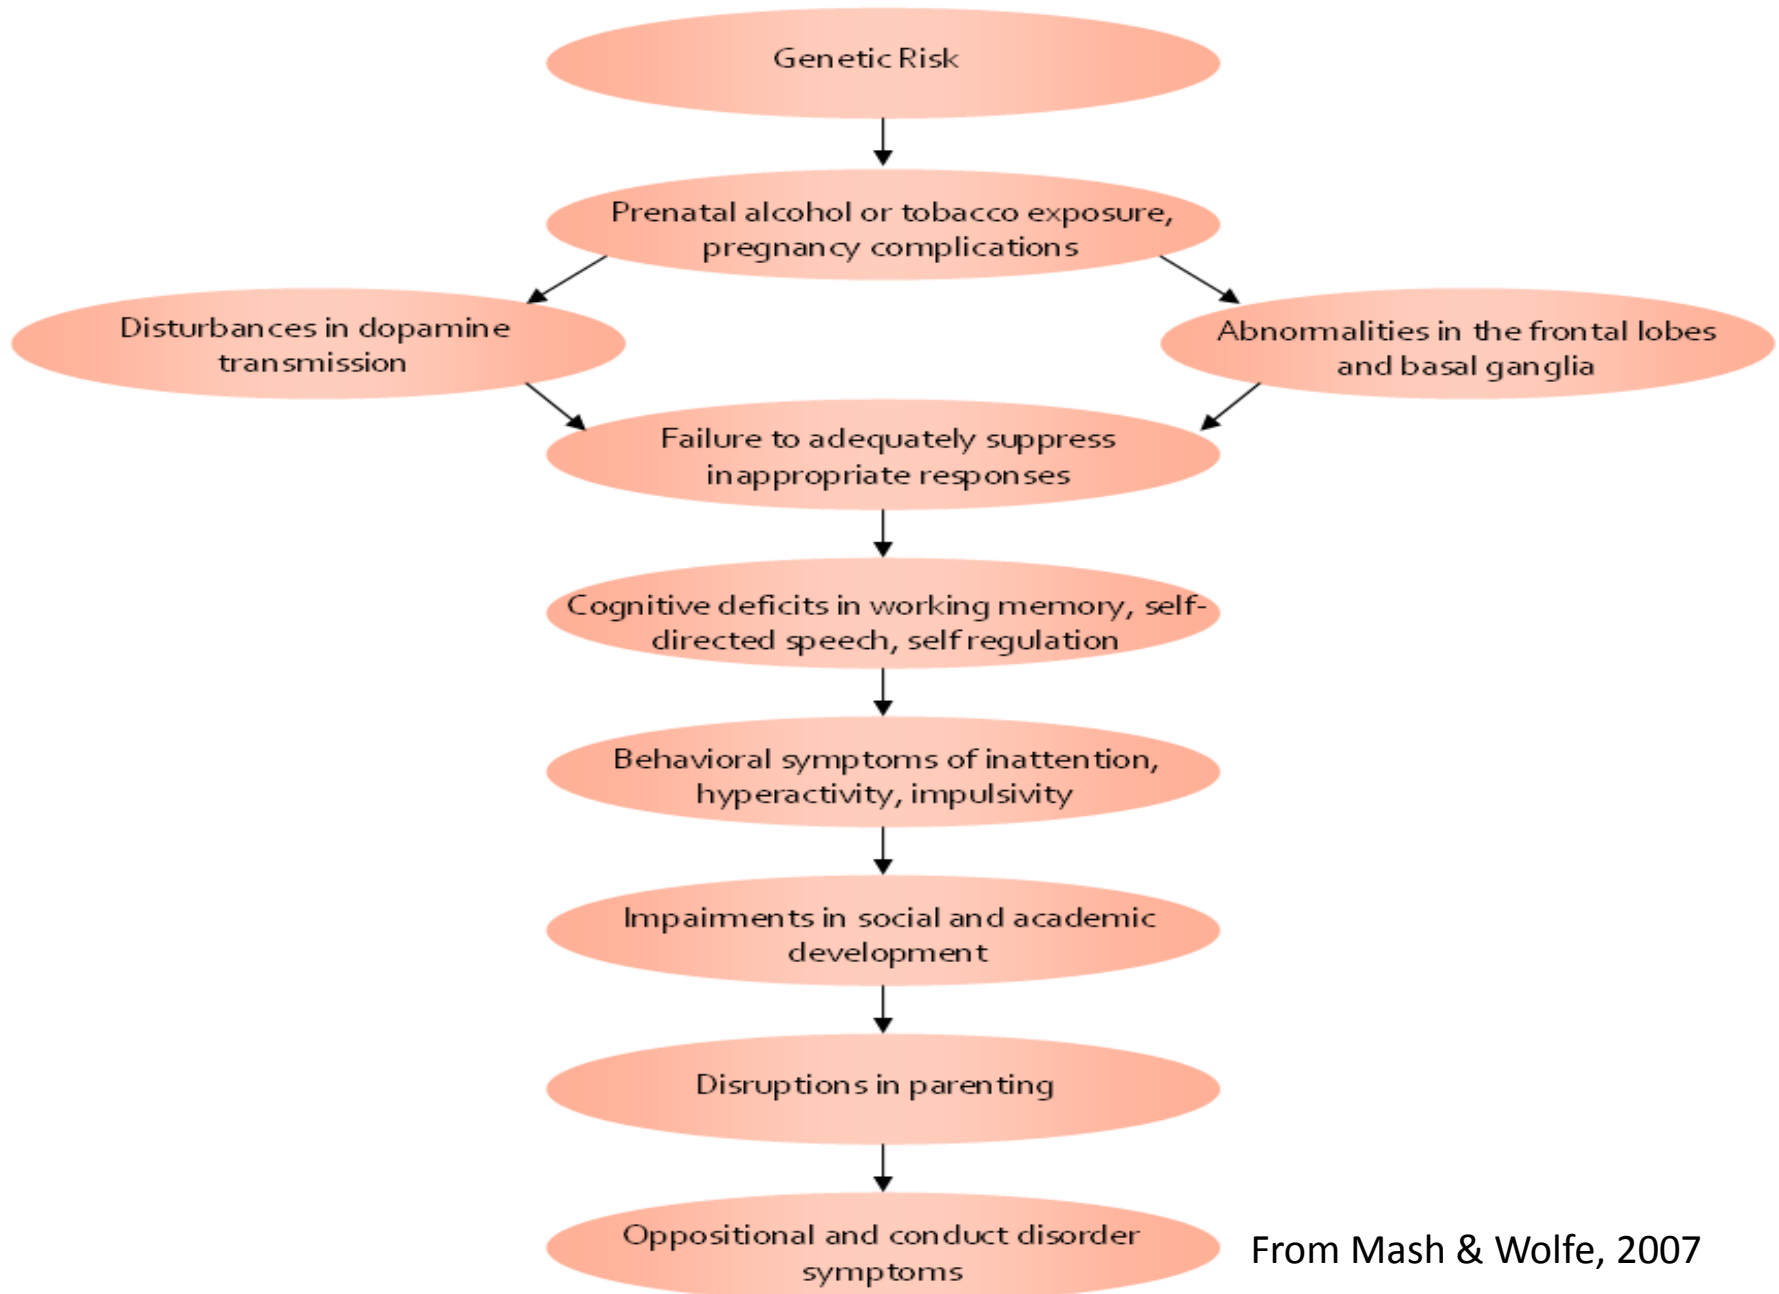 Genetic Risk
Prenatal alcohol or tobacco exposure,
pregnancy complications
Disturbances in dopamine
transmission
Abnormalities in the frontal lobes
and basal ganglia
Failure to adequately suppress
inappropriate responses
Cognitive deficits in working memory, self-
directed speech, self regulation
Behavioral symptoms of inattention,
hyperactivity, impulsivity
Impairments in social and academic
development
Disruptions in parenting
Oppositional and conduct disorder
symptoms
From Mash & Wolfe, 2007